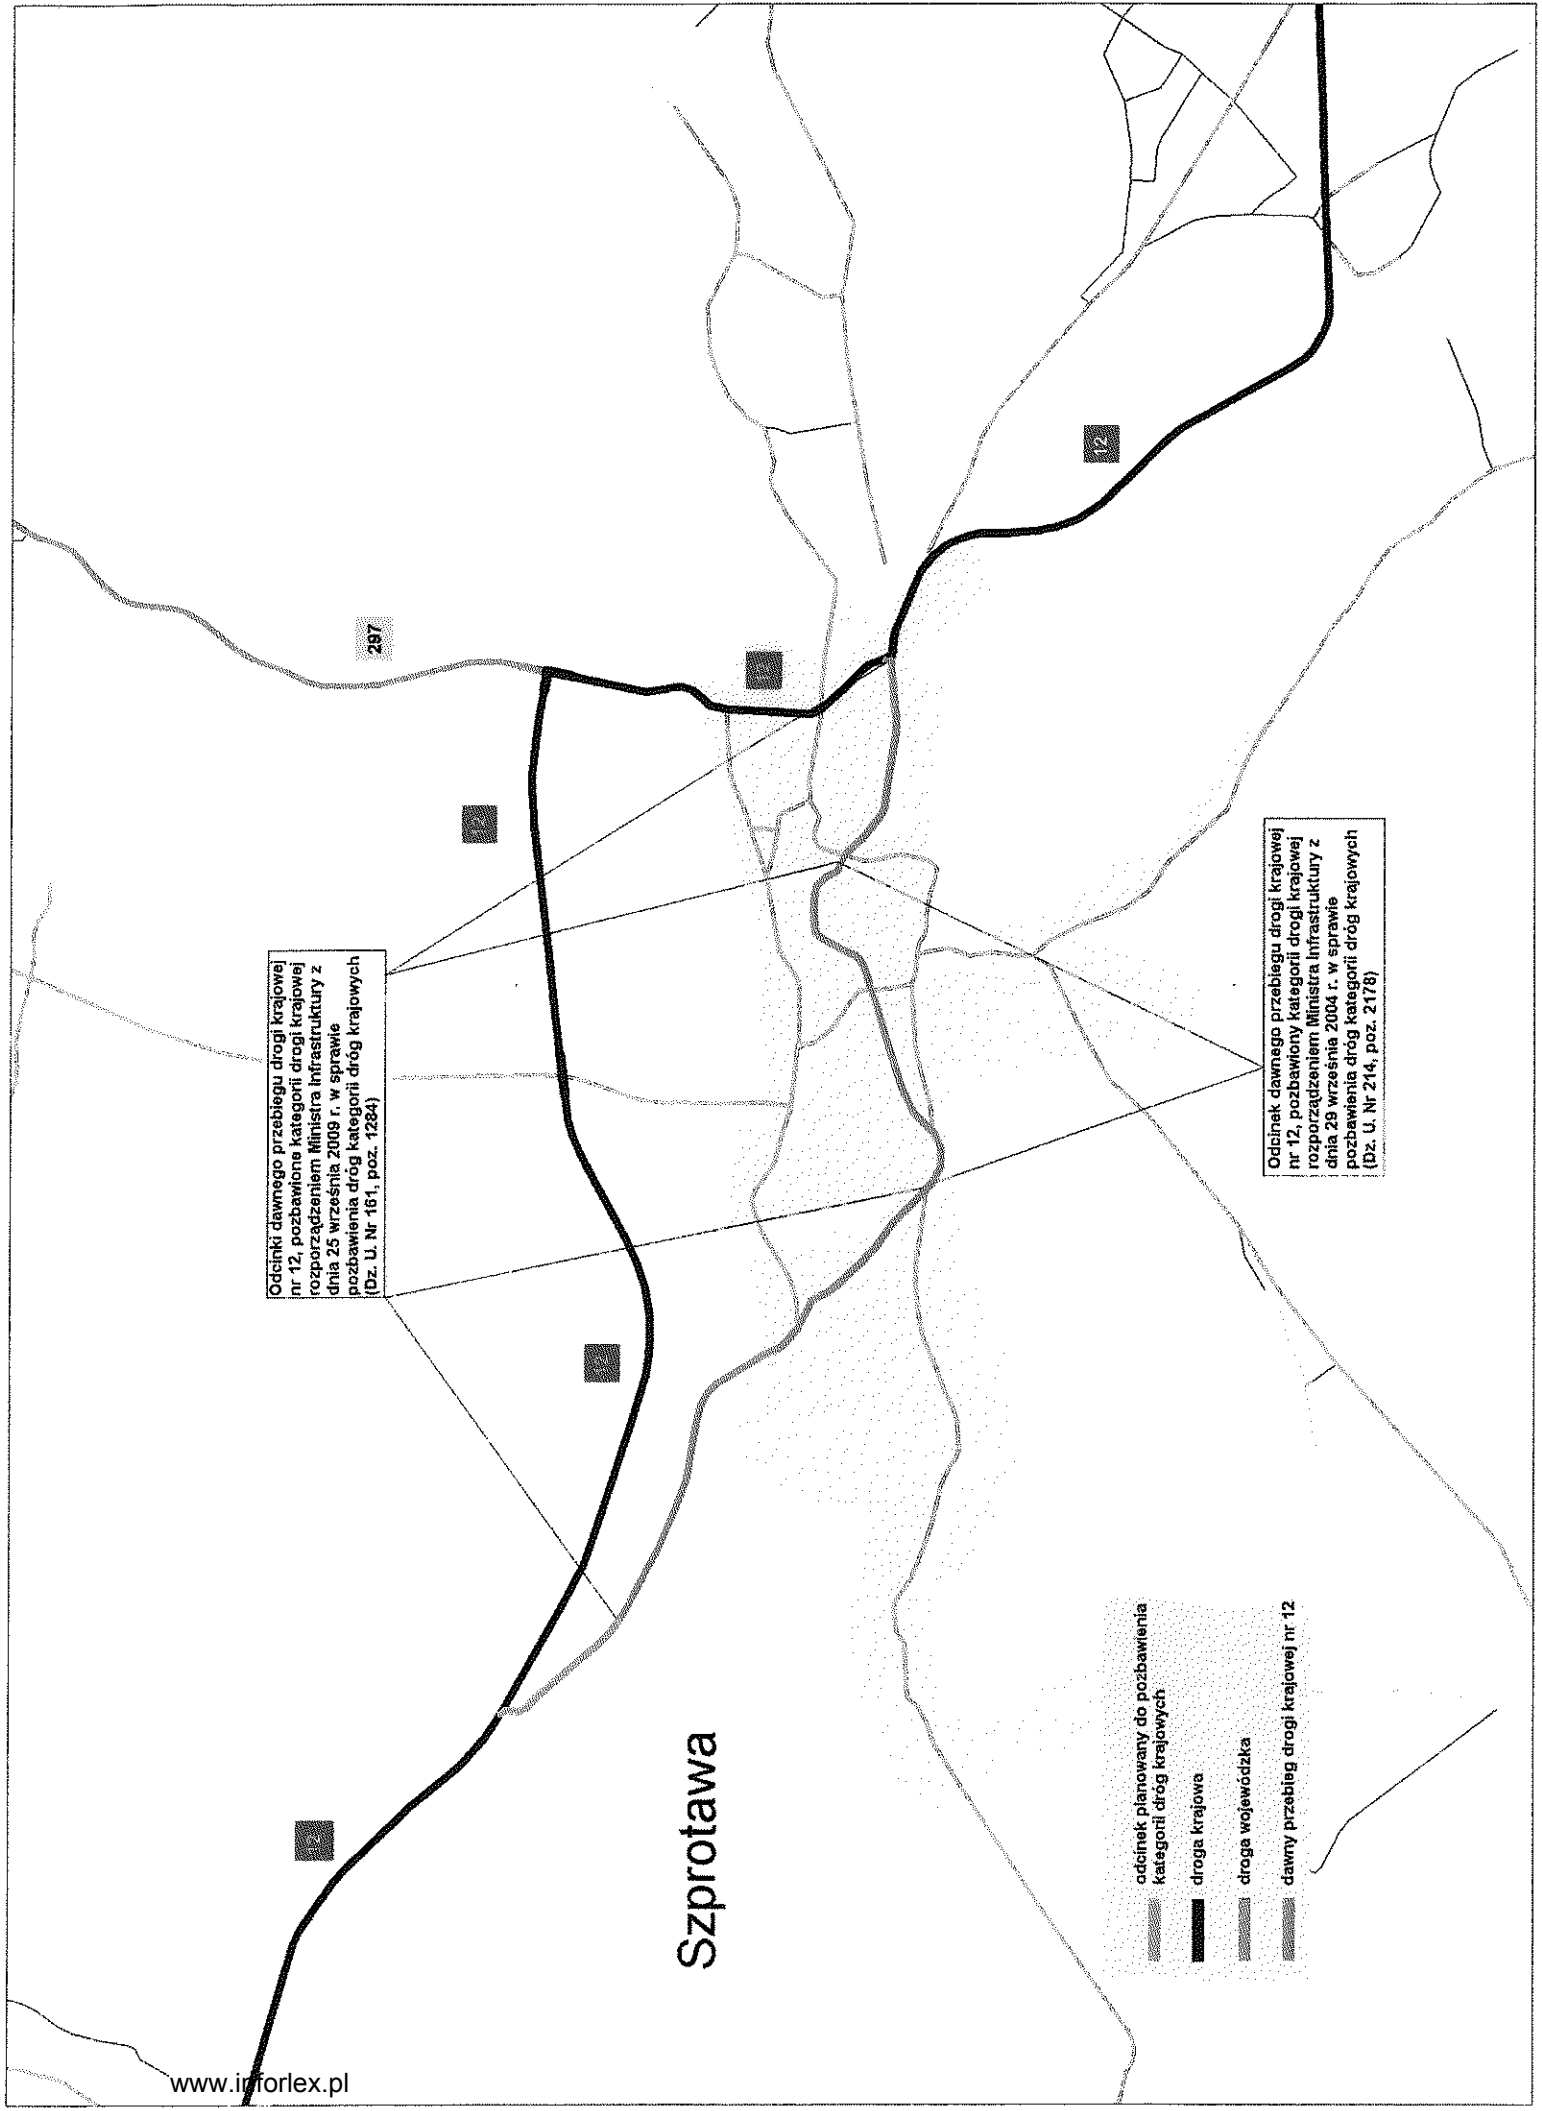 Szprotawa
12
12
12
297
12
Odcinki dawnego przebiegu drogi krajowej
nr 12, pozbawione kategorii drogi krajowej
rozporządzeniem Ministra Infrastruktury z
dnia 25 września 2009 r. w sprawie
pozbawienia dróg kategorii dróg krajowych
(Dz. U. Nr 161, poz. 1284)
12
Odcinek dawnego przebiegu drogi krajowej
nr 12, pozbawiony kategorii drogi krajowej
rozporządzeniem Ministra Infrastruktury z
dnia 29 września 2004 r. w sprawie
pozbawienia dróg kategorii dróg krajowych
(Dz. U. Nr 214, poz. 2178)
odcinek planowany do pozbawienia
kategorii dróg krajowych
droga krajowa
droga wojewódzka
dawny przebieg drogi krajowej nr 12
www.inforlex.pl